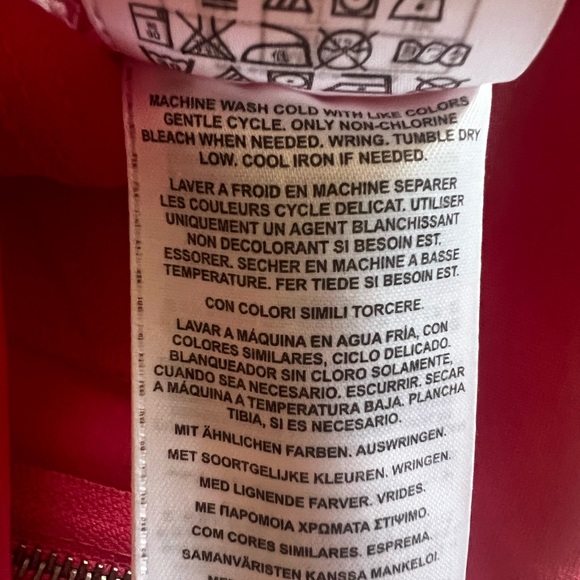 MACHINE WASH COLD WITH LIKE COLORS
GENTLE CYCLE. ONLY NON-CHLORINE
BLEACH WHEN NEEDED. WRING. TUMBLE DRY
LOW. COOL IRON IF NEEDED.
LAVER A FROID EN MACHINE SEPARER
LES COULEURS CYCLE DELICAT. UTILISER
UNIQUEMENT UN AGENT BLANCHISSANT
NON DECOLORANT SI BESOIN EST.
ESSORER. SECHER EN MACHINE A BASSE
TEMPERATURE. FER TIEDE SI BESOIN EST.
CON COLORI SIMILI TORCERE.
LAVAR A MÁQUINA EN AGUA FRÍA, CON
COLORES SIMILARES, CICLO DELICADO.
BLANQUEADOR SIN CLORO SOLAMENTE,
CUANDO SEA NECESARIO. ESCURRIR. SECAR
A MÁQUINA A TEMPERATURA BAJA. PLANCHA
TIBIA, SI ES NECESARIO.
MIT ÄHNLICHEN FARBEN. AUSWRINGEN.
MET SOORTGELIJKE KLEUREN. WRINGEN.
MED LIGNENDE FARVER. VRIDES.
ΜΕ ΠΑΡΟΜΟΙΑ ΧΡΩΜΑΤΑ ΣΤΙΨΙΜΟ.
COM CORES SIMILARES. ESPREMA.
SAMANVÄRISTEN KANSSA MANKELOI.